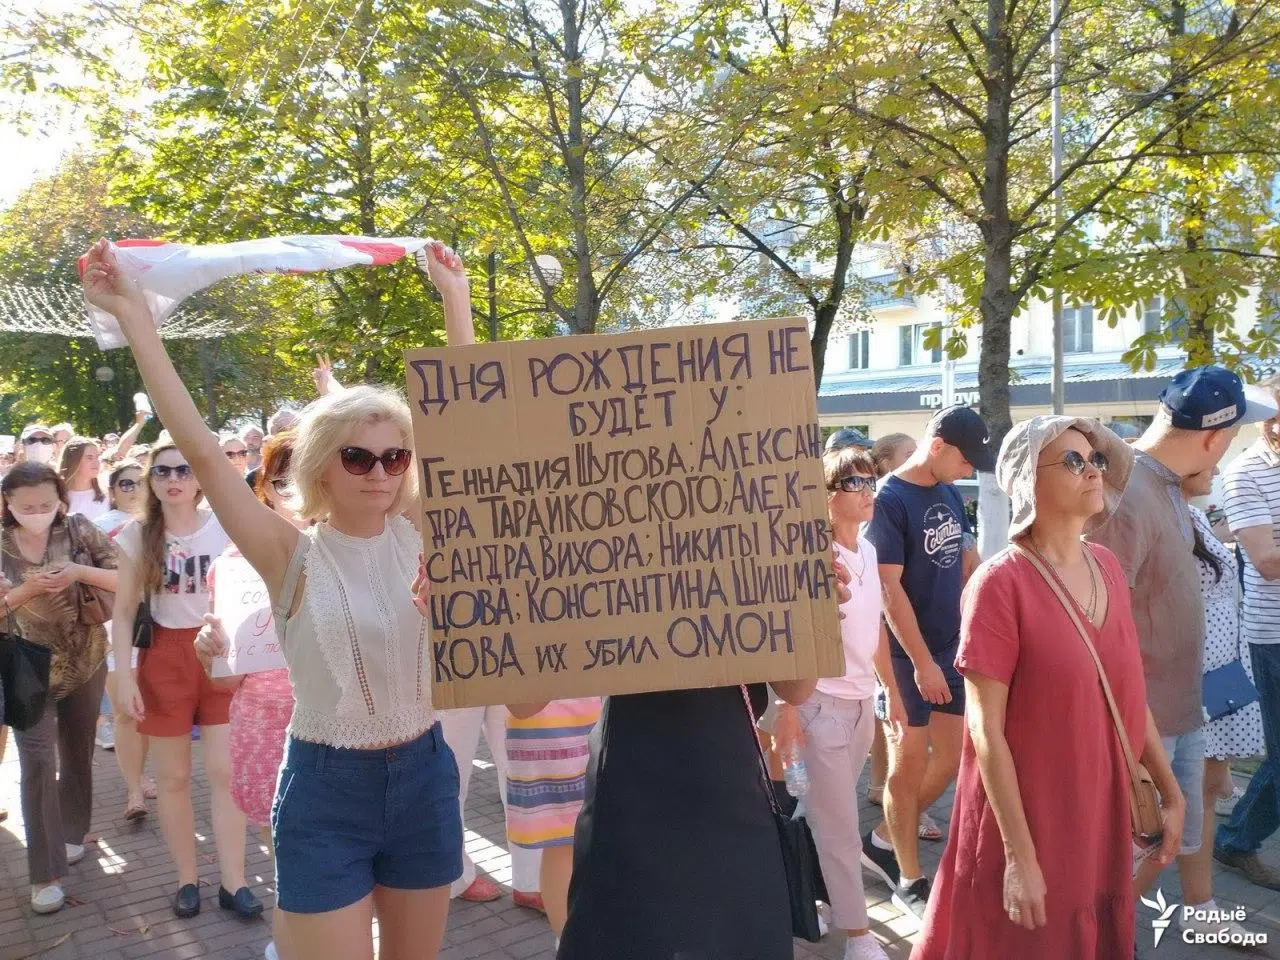 ДНЯ РОЖДЕНИЯ НЕ
БУДЕТ У:
ГЕННАДИЯ ШУТОВА; АЛЕКСАН
ДРА ТАРАЙКОВСКОГО; АЛЕК-
САНДРА ВИХОРА; НИКИТЫ КРИВ
ЦОВА; КОНСТАНТИНА ШИШМА-
КОВА ИХ УБИЛ ОМОН
Columbia
Радыё
Свабода